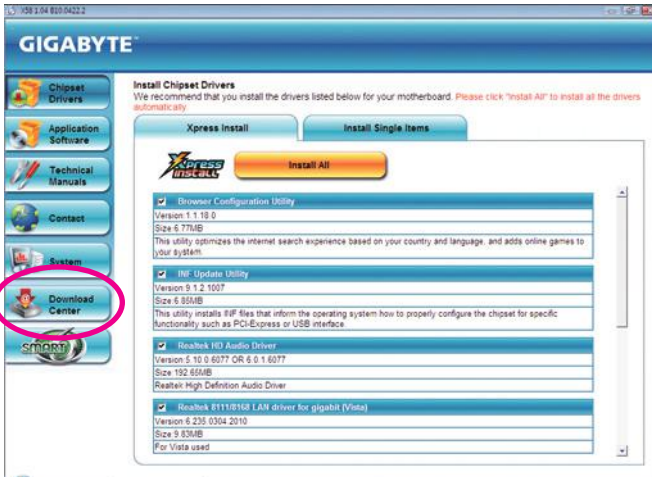 X58 1.04 B10.0422.2
GIGABYTE™
Chipset
Drivers
Application
Software
Technical
Manuals
Contact
System
Download
Center
SMART
Install Chipset Drivers
We recommend that you install the drivers listed below for your motherboard. Please click "Install All" to install all the drivers
automatically.
Xpress Install
Install Single Items
Xpress
INSTALL
Install All
Browser Configuration Utility
Version:1.1.18.0
Size:6.77MB
This utility optimizes the internet search experience based on your country and language, and adds online games to
your system.
INF Update Utility
Version:9.1.2.1007
Size:6.85MB
This utility installs INF files that inform the operating system how to properly configure the chipset for specific
functionality such as PCI-Express or USB interface.
Realtek HD Audio Driver
Version:5.10.0.6077 OR 6.0.1.6077
Size:192.65MB
Realtek High Definition Audio Driver
Realtek 8111/8168 LAN driver for gigabit (Vista)
Version:6.235.0304.2010
Size:9.83MB
For Vista used